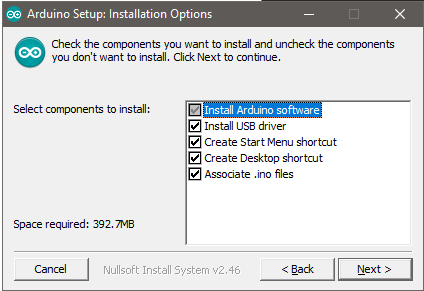 Arduino Setup: Installation Options
Check the components you want to install and uncheck the components
you don't want to install. Click Next to continue.
Select components to install:
Install Arduino software
Install USB driver
Create Start Menu shortcut
Create Desktop shortcut
Associate .ino files
Space required: 392.7MB
Cancel
Nullsoft Install System v2.46
< Back
Next >